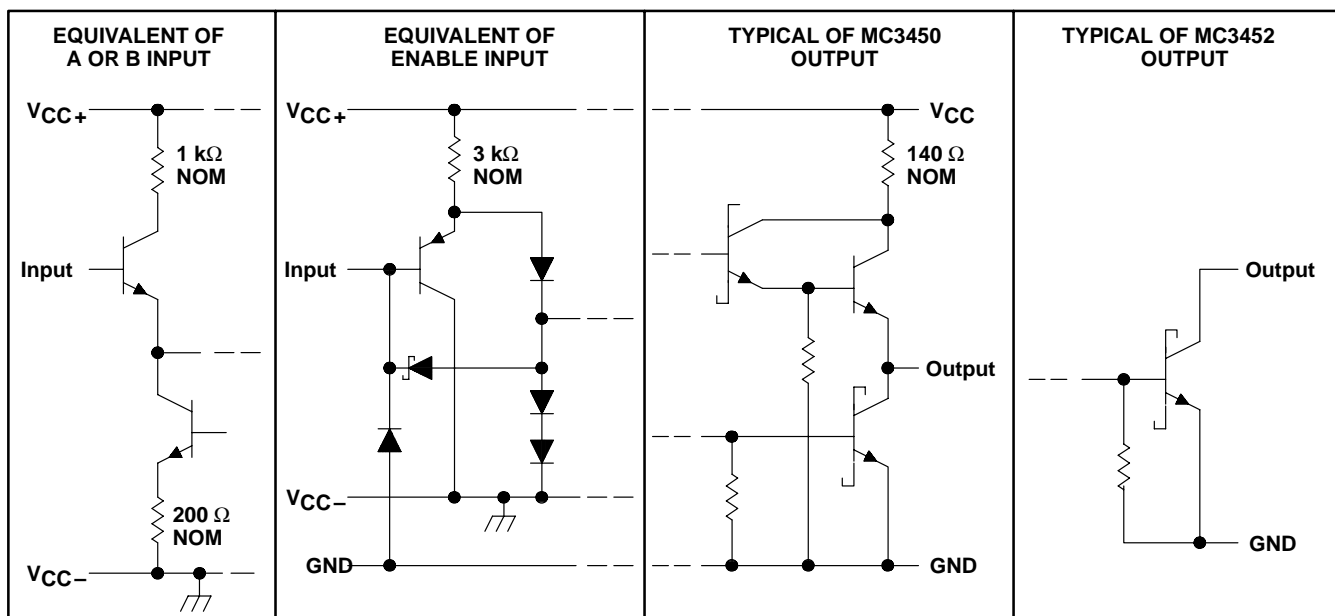 EQUIVALENT OF
A OR B INPUT
VCC+
1 kΩ
NOM
Input
200 Ω
NOM
VCC−
EQUIVALENT OF
ENABLE INPUT
VCC+
3 kΩ
NOM
Input
VCC−
GND
TYPICAL OF MC3450
OUTPUT
VCC
140 Ω
NOM
Output
GND
TYPICAL OF MC3452
OUTPUT
Output
GND